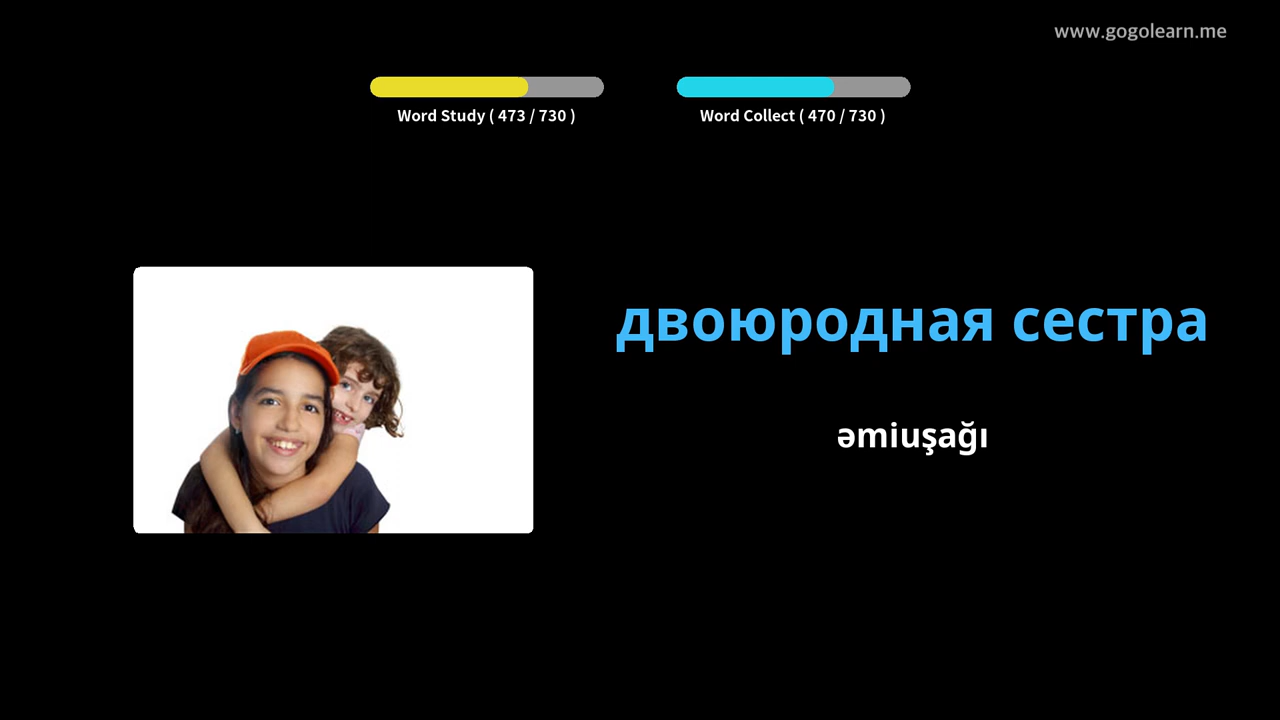 www.gogolearn.me
Word Study ( 473 / 730 )
Word Collect ( 470 / 730 )
двоюродная сестра
əmiuşağı